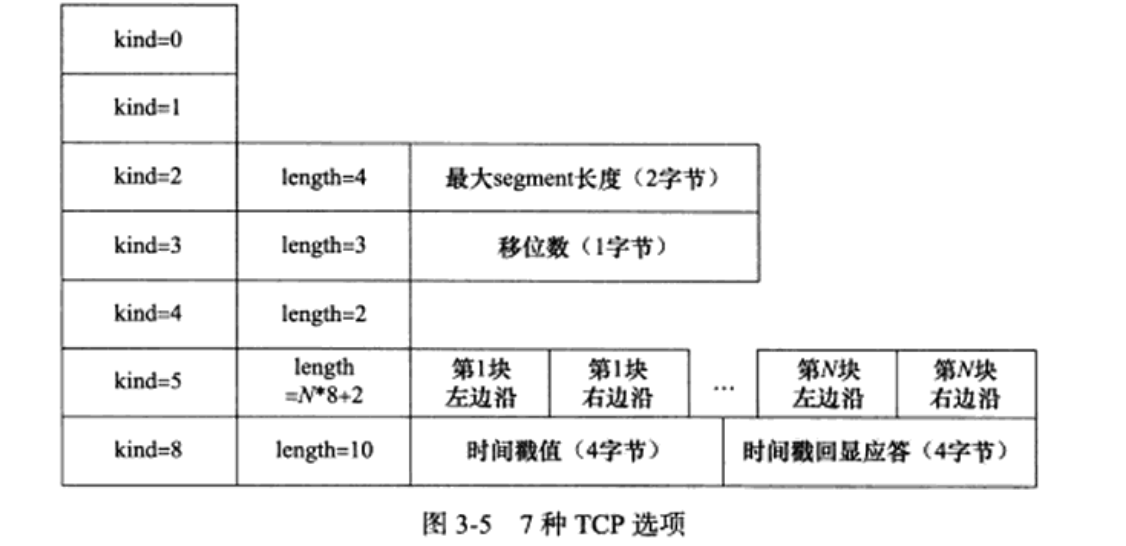 kind=0
kind=1
kind=2 length=4 最大segment长度（2字节）
kind=3 length=3 移位数（1字节）
kind=4 length=2
kind=5 length =N*8+2 第1块左边沿 第1块右边沿 … 第N块左边沿 第N块右边沿
kind=8 length=10 时间戳值（4字节） 时间戳回显应答（4字节）
图 3-5 7 种 TCP 选项